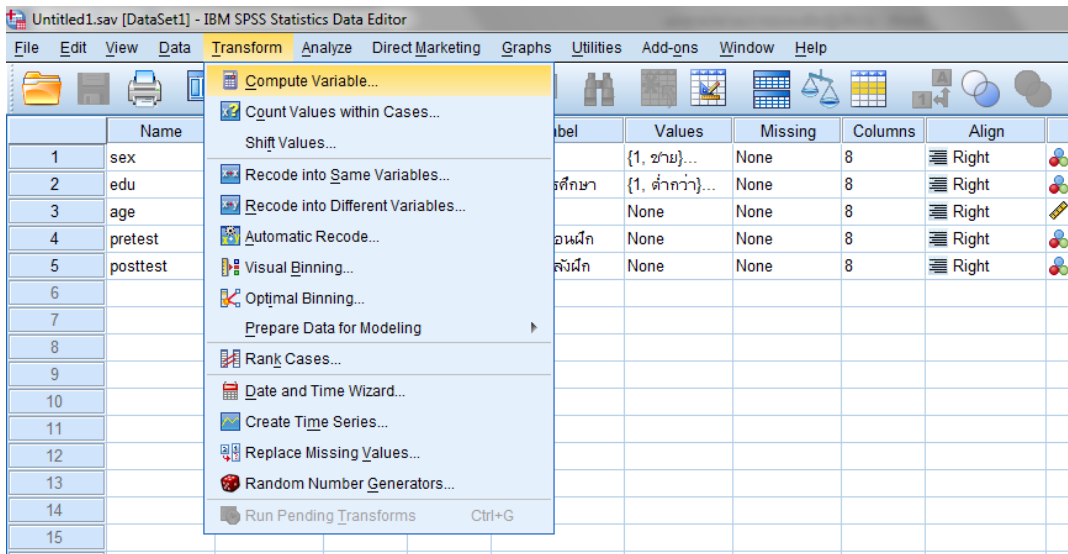 Untitled1.sav [DataSet1] - IBM SPSS Statistics Data Editor
File Edit View Data Transform Analyze Direct Marketing Graphs Utilities Add-ons Window Help
Compute Variable...
Count Values within Cases...
Shift Values...
Recode into Same Variables...
Recode into Different Variables...
Automatic Recode...
Visual Binning...
Optimal Binning...
Prepare Data for Modeling
Rank Cases...
Date and Time Wizard...
Create Time Series...
Replace Missing Values...
Random Number Generators...
Run Pending Transforms Ctrl+G
Name bel Values Missing Columns Align
1 sex {1, ชาย}... None 8 Right
2 edu รศึกษา {1, ต่ำกว่า}... None 8 Right
3 age None None 8 Right
4 pretest อนฝึก None None 8 Right
5 posttest ลังฝึก None None 8 Right
6
7
8
9
10
11
12
13
14
15